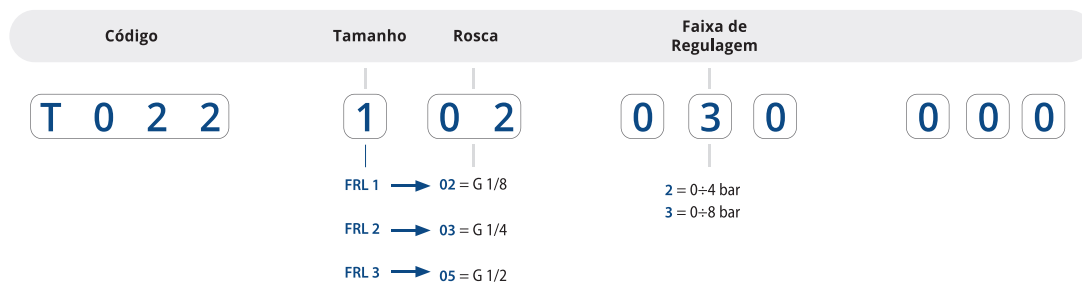 Código Tamanho Rosca Faixa de Regulagem
T 0 2 2 1 0 2 0 3 0 0 0 0
FRL 1 02 = G 1/8
FRL 2 03 = G 1/4
FRL 3 05 = G 1/2
2 = 0÷4 bar
3 = 0÷8 bar